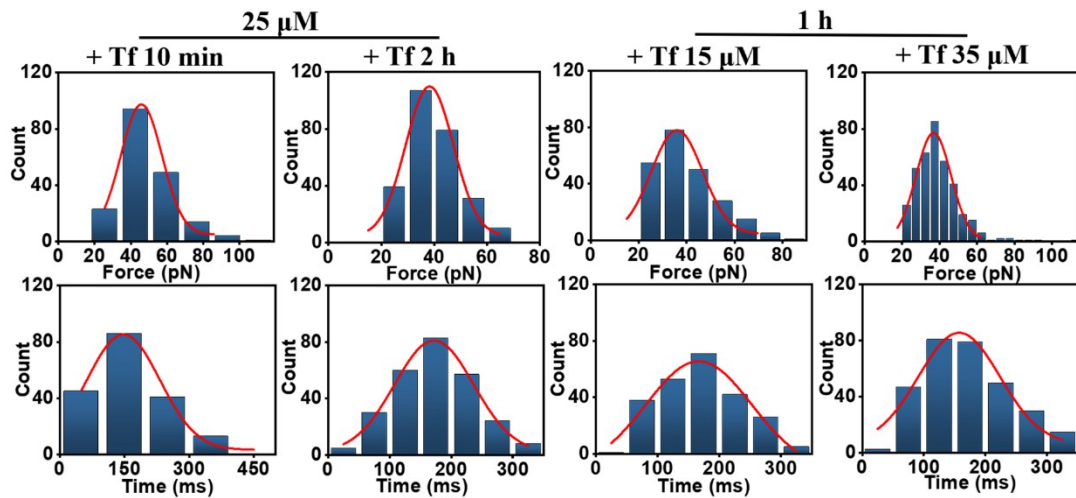 25 μM
1 h
+ Tf 10 min
+ Tf 2 h
+ Tf 15 μM
+ Tf 35 μM
120
80
40
0
Count
20 40 60 80 100
Force (pN)
120
80
40
0
Count
0 20 40 60 80
Force (pN)
120
80
40
0
Count
0 20 40 60 80
Force (pN)
120
80
40
0
Count
0 20 40 60 80 100
Force (pN)
120
80
40
0
Count
0 150 300 450
Time (ms)
120
80
40
0
Count
0 100 200 300
Time (ms)
120
80
40
0
Count
0 100 200 300
Time (ms)
120
80
40
0
Count
0 100 200 300
Time (ms)